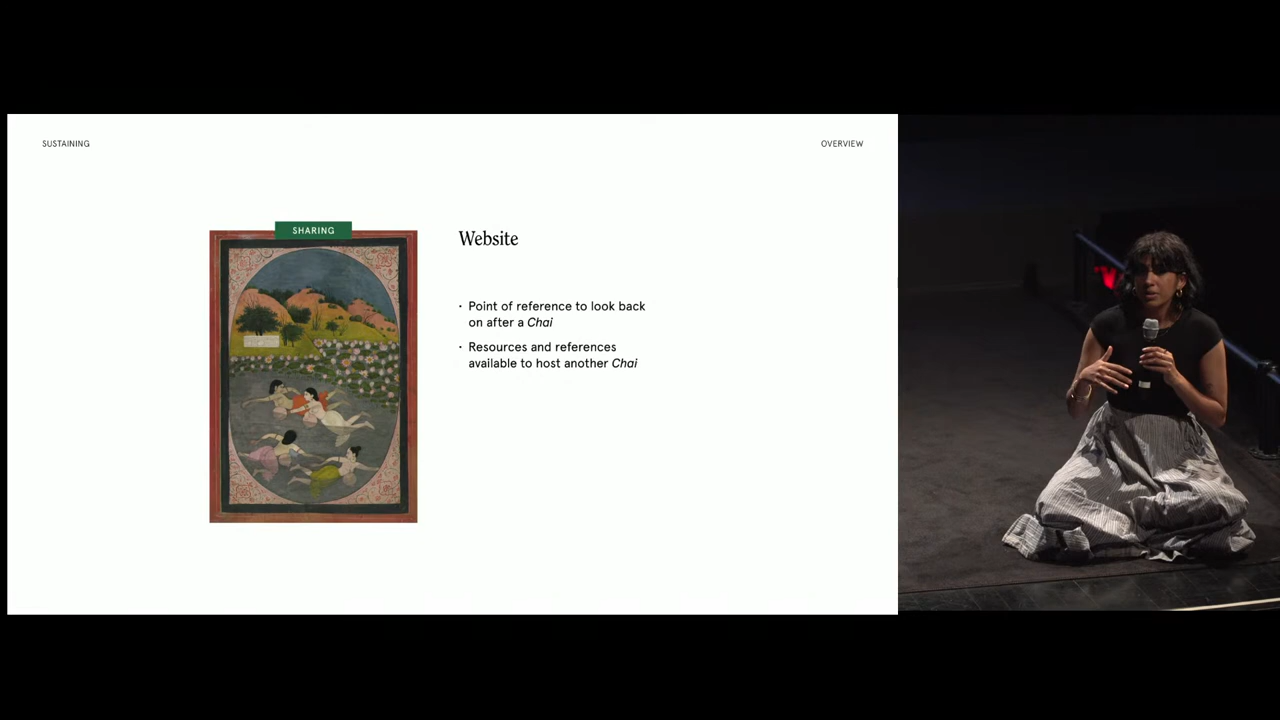 SUSTAINING
OVERVIEW
SHARING
Website
· Point of reference to look back
on after a Chai
· Resources and references
available to host another Chai